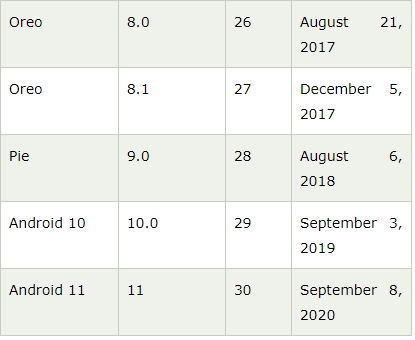 Oreo 8.0 26 August 21,
2017
Oreo 8.1 27 December 5,
2017
Pie 9.0 28 August 6,
2018
Android 10 10.0 29 September 3,
2019
Android 11 11 30 September 8,
2020